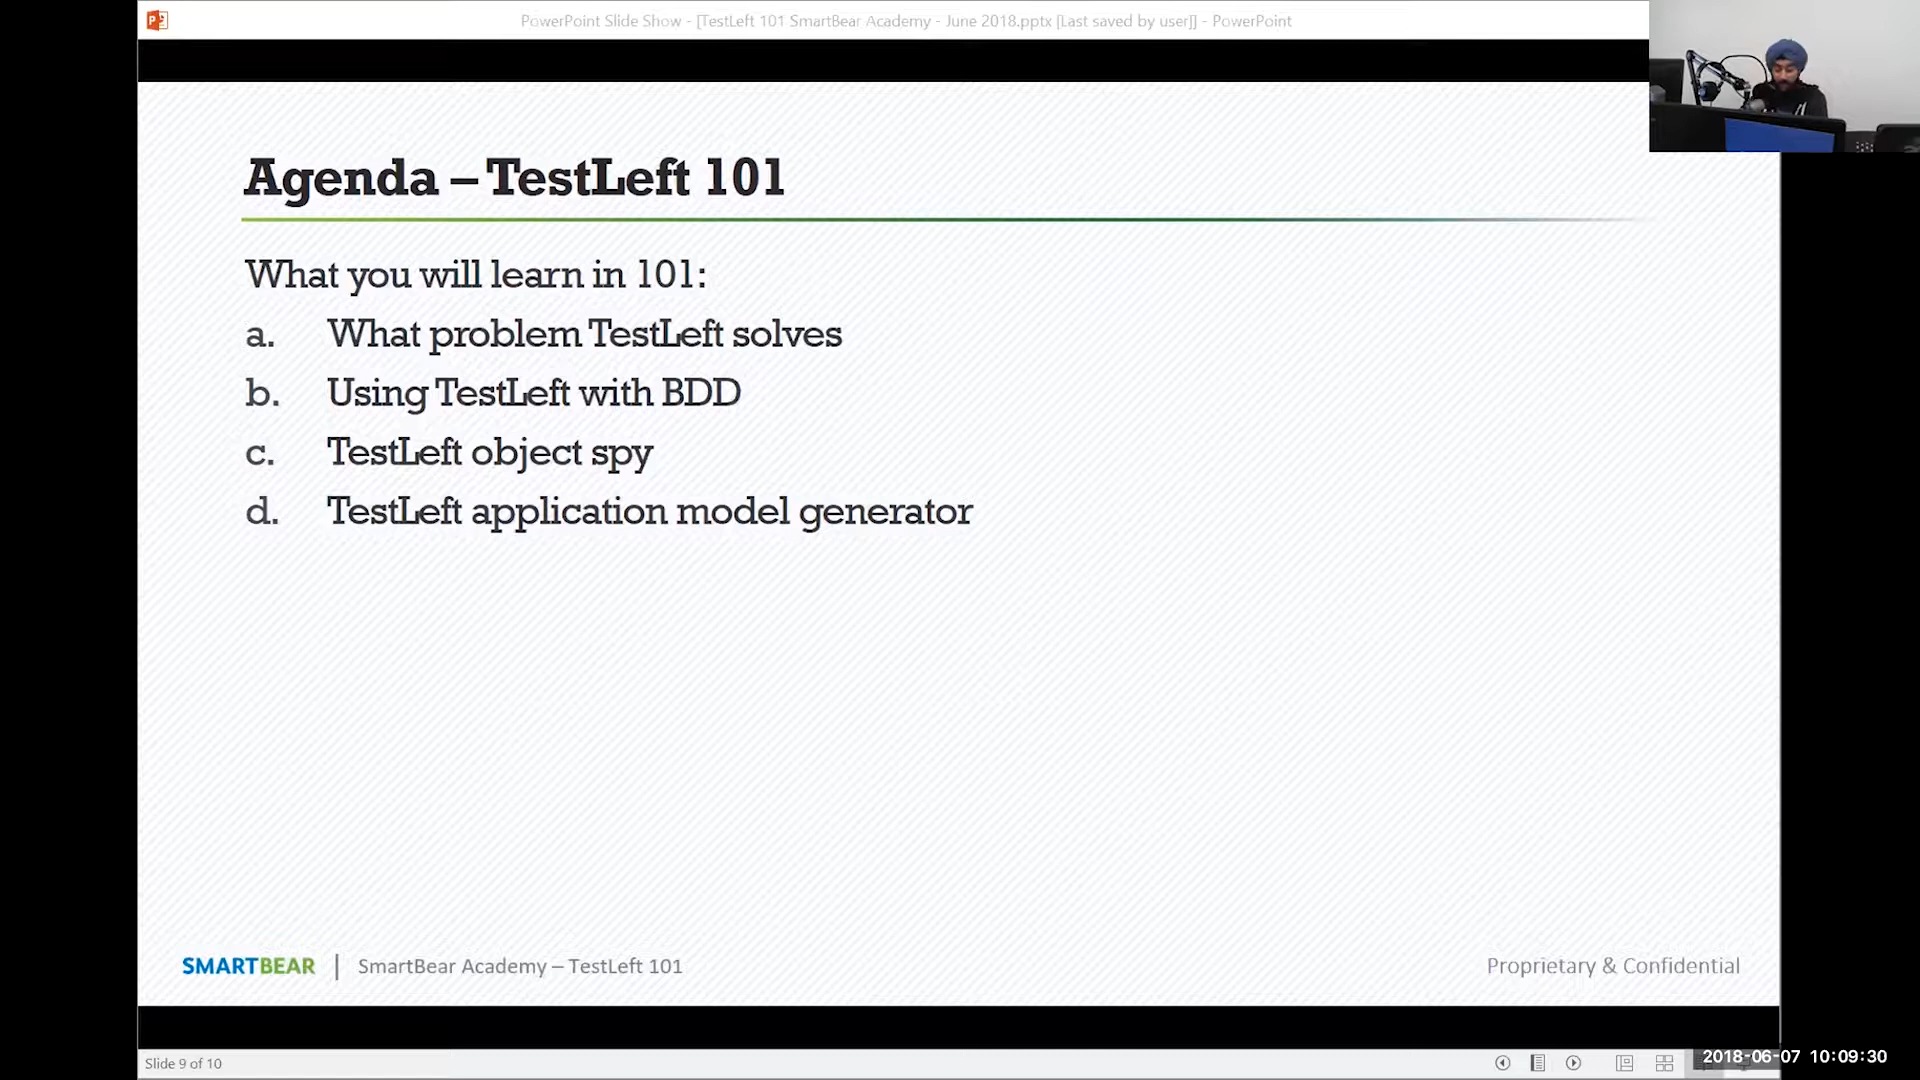 PowerPoint Slide Show - [TestLeft 101 SmartBear Academy - June 2018.pptx [Last saved by user]] - PowerPoint
Agenda – TestLeft 101
What you will learn in 101:
a. What problem TestLeft solves
b. Using TestLeft with BDD
c. TestLeft object spy
d. TestLeft application model generator
SMARTBEAR | SmartBear Academy – TestLeft 101
Proprietary & Confidential
Slide 9 of 10
2018-06-07 10:09:30